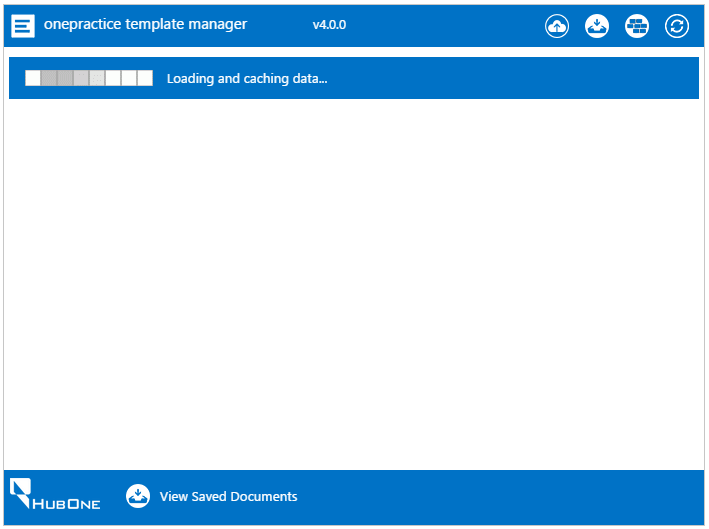 onepractice template manager
v4.0.0
Loading and caching data...
HUBONE
View Saved Documents